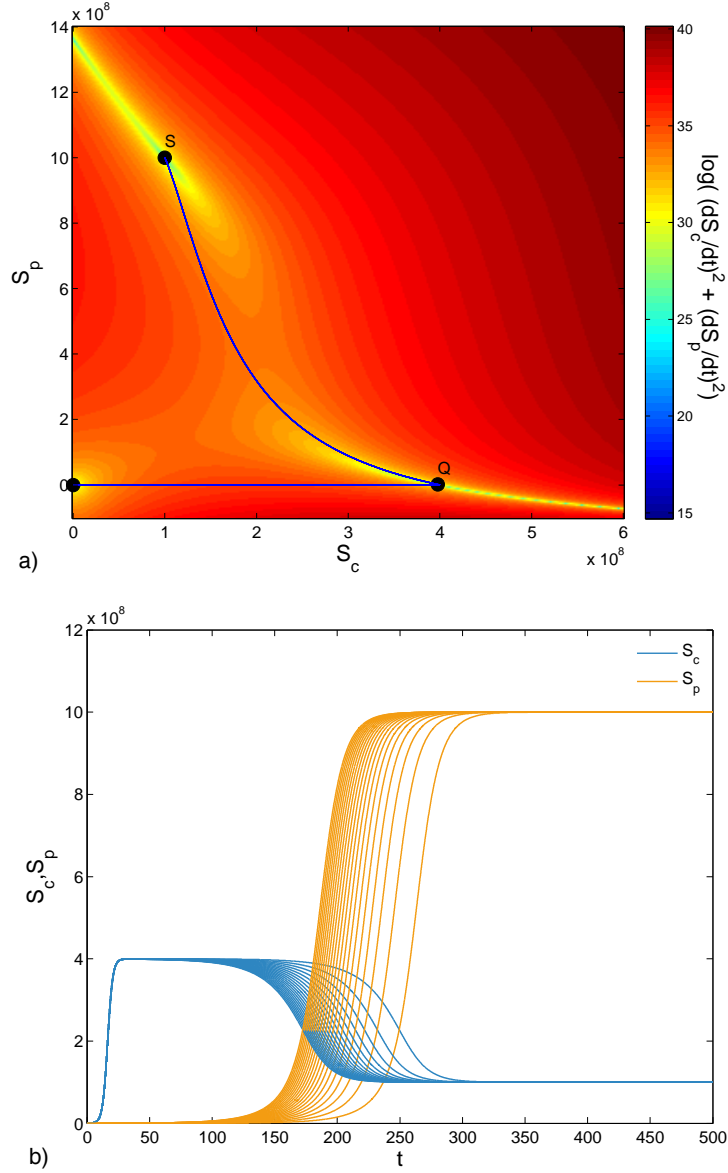 x 10^8
14
12
10
8
6
4
2
0
S_p
S
Q
0 1 2 3 4 5 6
S_c
x 10^8
a)
40
35
30
25
20
15
log( (dS_c/dt)^2 + (dS_p/dt)^2)
x 10^8
12
10
8
6
4
2
0
S_c,S_p
S_c
S_p
0 50 100 150 200 250 300 350 400 450 500
t
b)